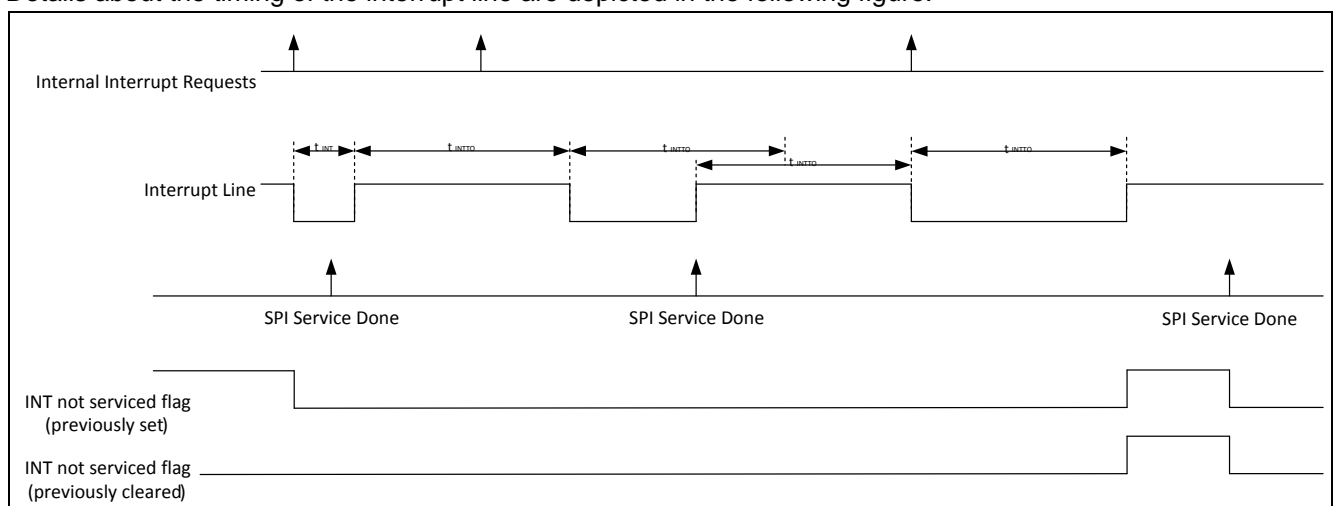 Details about the timing of the interrupt line are depicted in the following figure.
Internal Interrupt Requests
t INT
t INTTO
t INTTO
t INTTO
t INTTO
Interrupt Line
SPI Service Done
SPI Service Done
SPI Service Done
INT not serviced flag
(previously set)
INT not serviced flag
(previously cleared)